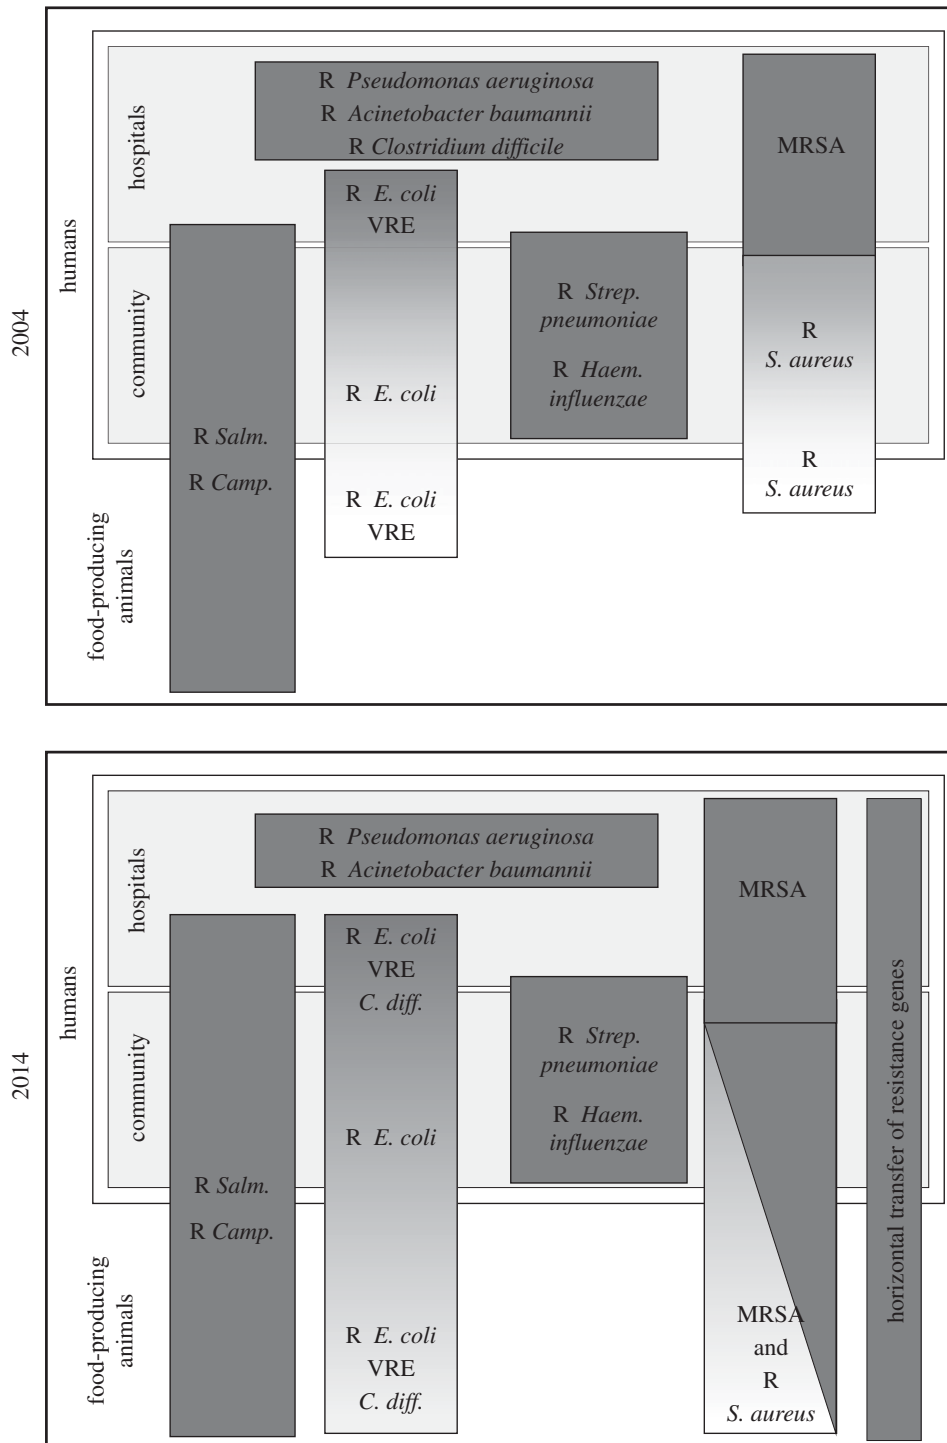 2004
humans
hospitals
community
food-producing
animals
R Pseudomonas aeruginosa
R Acinetobacter baumannii
R Clostridium difficile
MRSA
R E. coli
VRE
R Strep.
pneumoniae
R Haem.
influenzae
R
S. aureus
R E. coli
R Salm.
R Camp.
R
S. aureus
R E. coli
VRE
2014
humans
hospitals
community
food-producing
animals
R Pseudomonas aeruginosa
R Acinetobacter baumannii
MRSA
R E. coli
VRE
C. diff.
R Strep.
pneumoniae
R Haem.
influenzae
R E. coli
R Salm.
R Camp.
R E. coli
VRE
C. diff.
MRSA
and
R
S. aureus
horizontal transfer of resistance genes